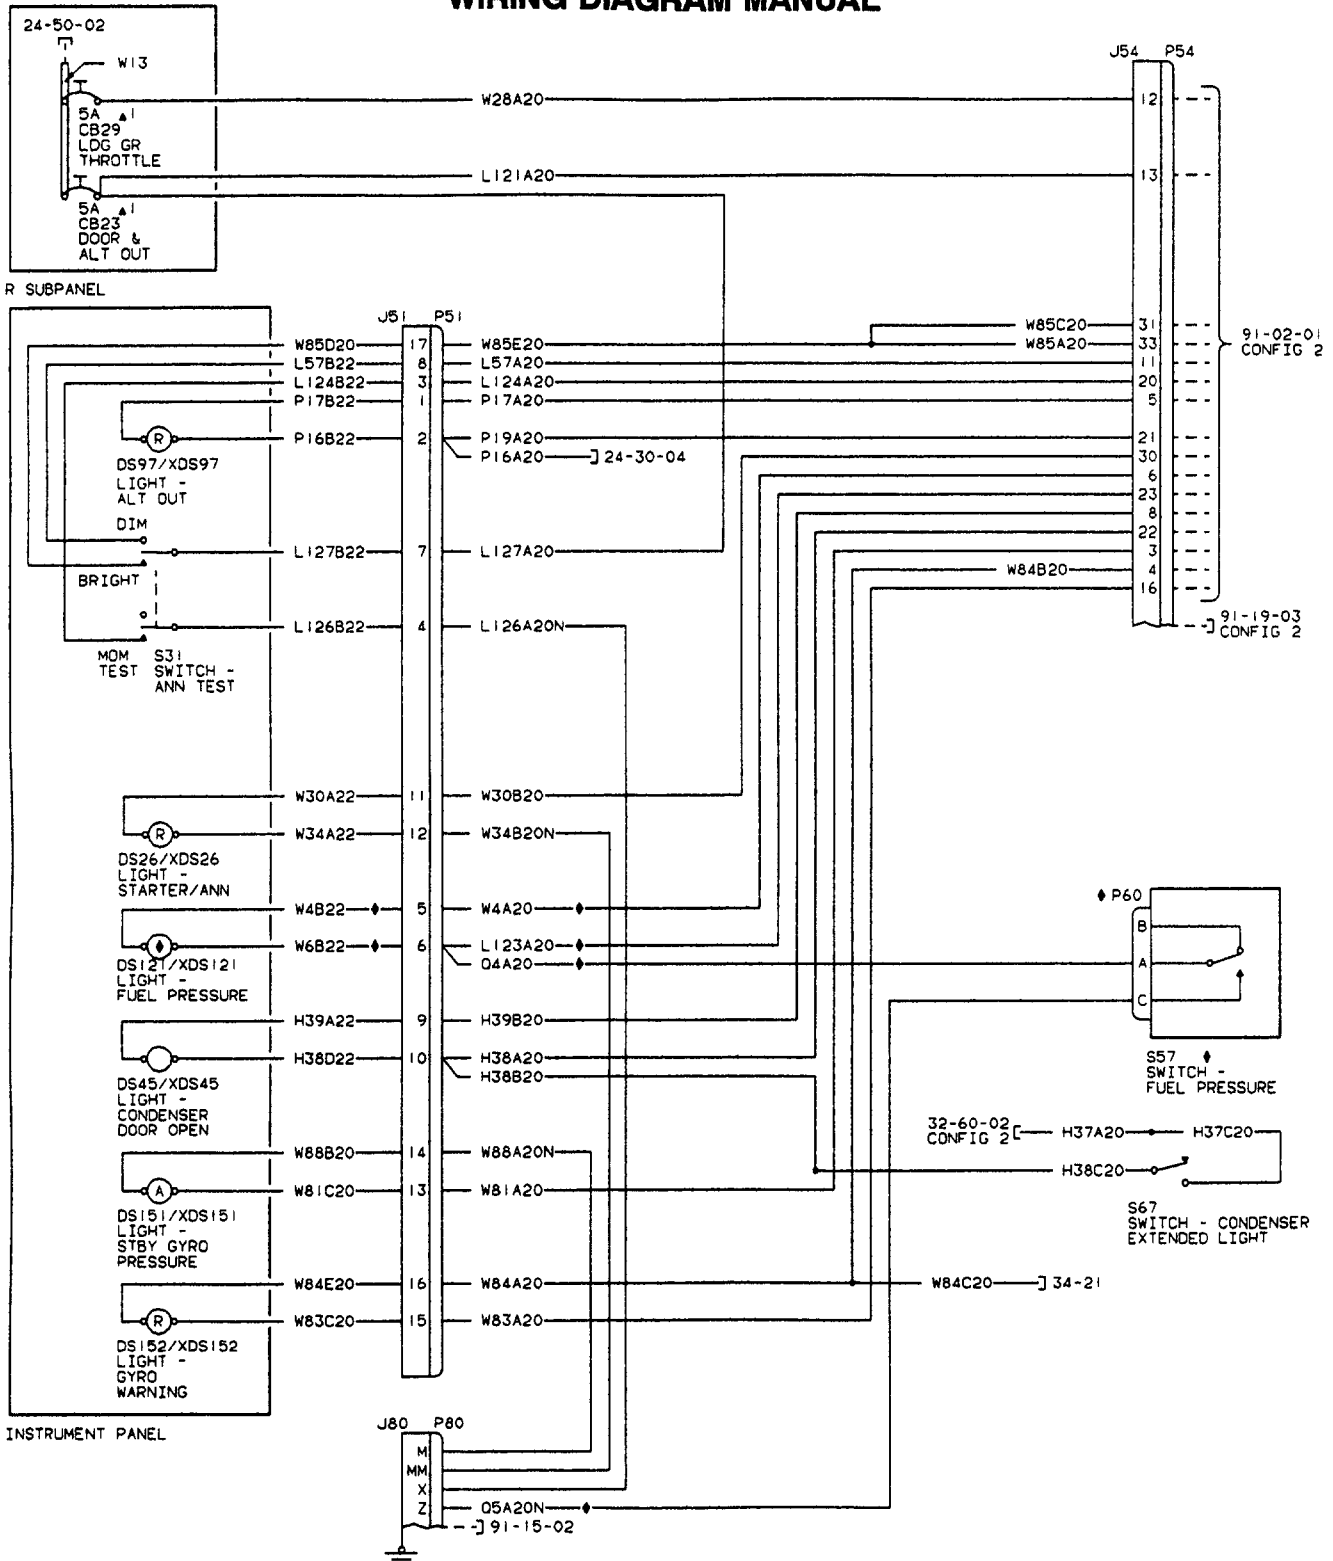 WIRING DIAGRAM MANUAL
24-50-02
W13
5A ▲1
CB29
LDG GR
THROTTLE
5A ▲1
CB23
DOOR &
ALT OUT
R SUBPANEL
W28A20
L121A20
J54 P54
12
13
31
33
11
20
5
21
30
6
23
8
22
3
4
16
W85C20
W85A20
W84B20
91-02-01
CONFIG 2
91-19-03
CONFIG 2
J51 P51
W85D20 17 W85E20
L57B22 8 L57A20
L124B22 3 L124A20
P17B22 1 P17A20
P16B22 2 P19A20
P16A20 24-30-04
R
DS97/XDS97
LIGHT -
ALT OUT
DIM
L127B22 7 L127A20
BRIGHT
L126B22 4 L126A20N
MOM
TEST
S31
SWITCH -
ANN TEST
W30A22 11 W30B20
R
W34A22 12 W34B20N
DS26/XDS26
LIGHT -
STARTER/ANN
W4B22 5 W4A20
W6B22 6 L123A20
Q4A20
DS121/XDS121
LIGHT -
FUEL PRESSURE
H39A22 9 H39B20
H38D22 10 H38A20
H38B20
DS45/XDS45
LIGHT -
CONDENSER
DOOR OPEN
W88B20 14 W88A20N
A
W81C20 13 W81A20
DS151/XDS151
LIGHT -
STBY GYRO
PRESSURE
W84E20 16 W84A20
W84C20 34-21
R
W83C20 15 W83A20
DS152/XDS152
LIGHT -
GYRO
WARNING
INSTRUMENT PANEL
P60
B
A
C
S57
SWITCH -
FUEL PRESSURE
32-60-02
CONFIG 2
H37A20 H37C20
H38C20
S67
SWITCH - CONDENSER
EXTENDED LIGHT
J80 P80
M
MM
X
Z Q5A20N
91-15-02